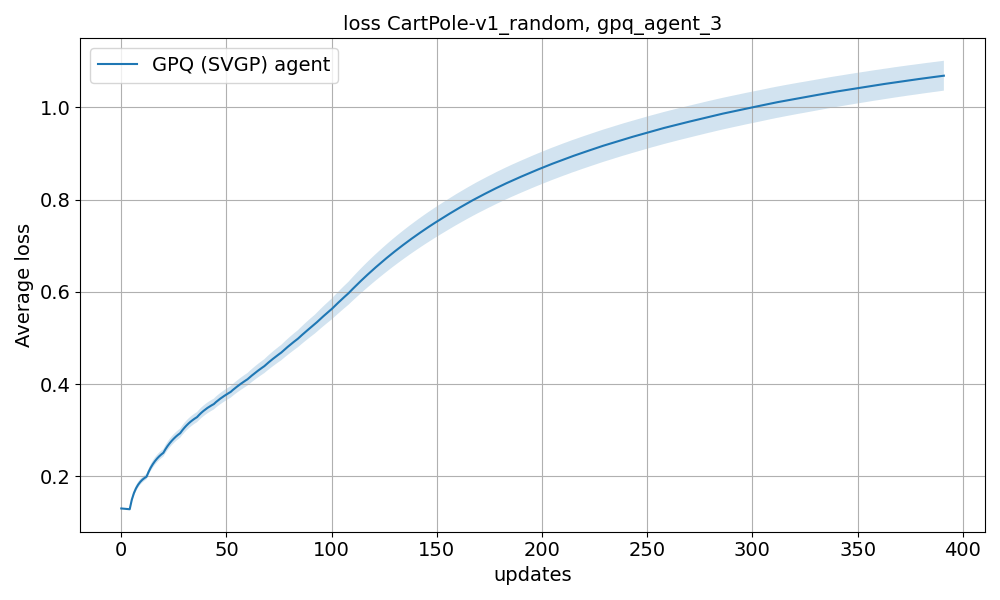 loss CartPole-v1_random, gpq_agent_3
GPQ (SVGP) agent
Average loss
1.0
0.8
0.6
0.4
0.2
0 50 100 150 200 250 300 350 400
updates